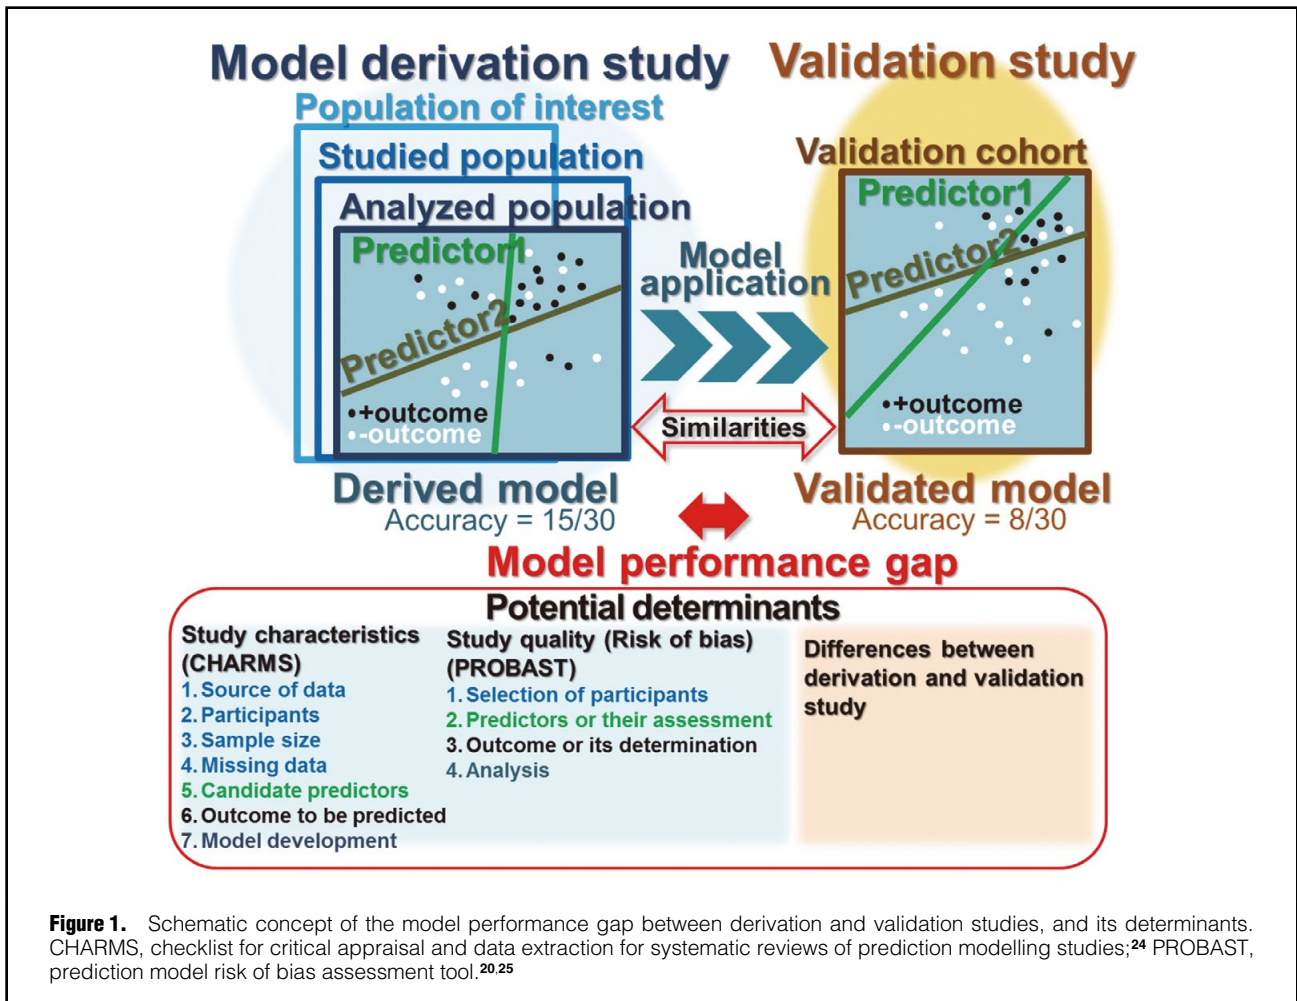 Model derivation study
Population of interest
Studied population
Analyzed population
Predictor1
Predictor2
•+outcome
•-outcome
Derived model
Accuracy = 15/30
Model
application
Similarities
Validation study
Validation cohort
Predictor1
Predictor2
•+outcome
•-outcome
Validated model
Accuracy = 8/30
Model performance gap
Potential determinants
Study characteristics
(CHARMS)
1. Source of data
2. Participants
3. Sample size
4. Missing data
5. Candidate predictors
6. Outcome to be predicted
7. Model development
Study quality (Risk of bias)
(PROBAST)
1. Selection of participants
2. Predictors or their assessment
3. Outcome or its determination
4. Analysis
Differences between
derivation and validation
study
Figure 1. Schematic concept of the model performance gap between derivation and validation studies, and its determinants.
CHARMS, checklist for critical appraisal and data extraction for systematic reviews of prediction modelling studies;24 PROBAST,
prediction model risk of bias assessment tool.20,25